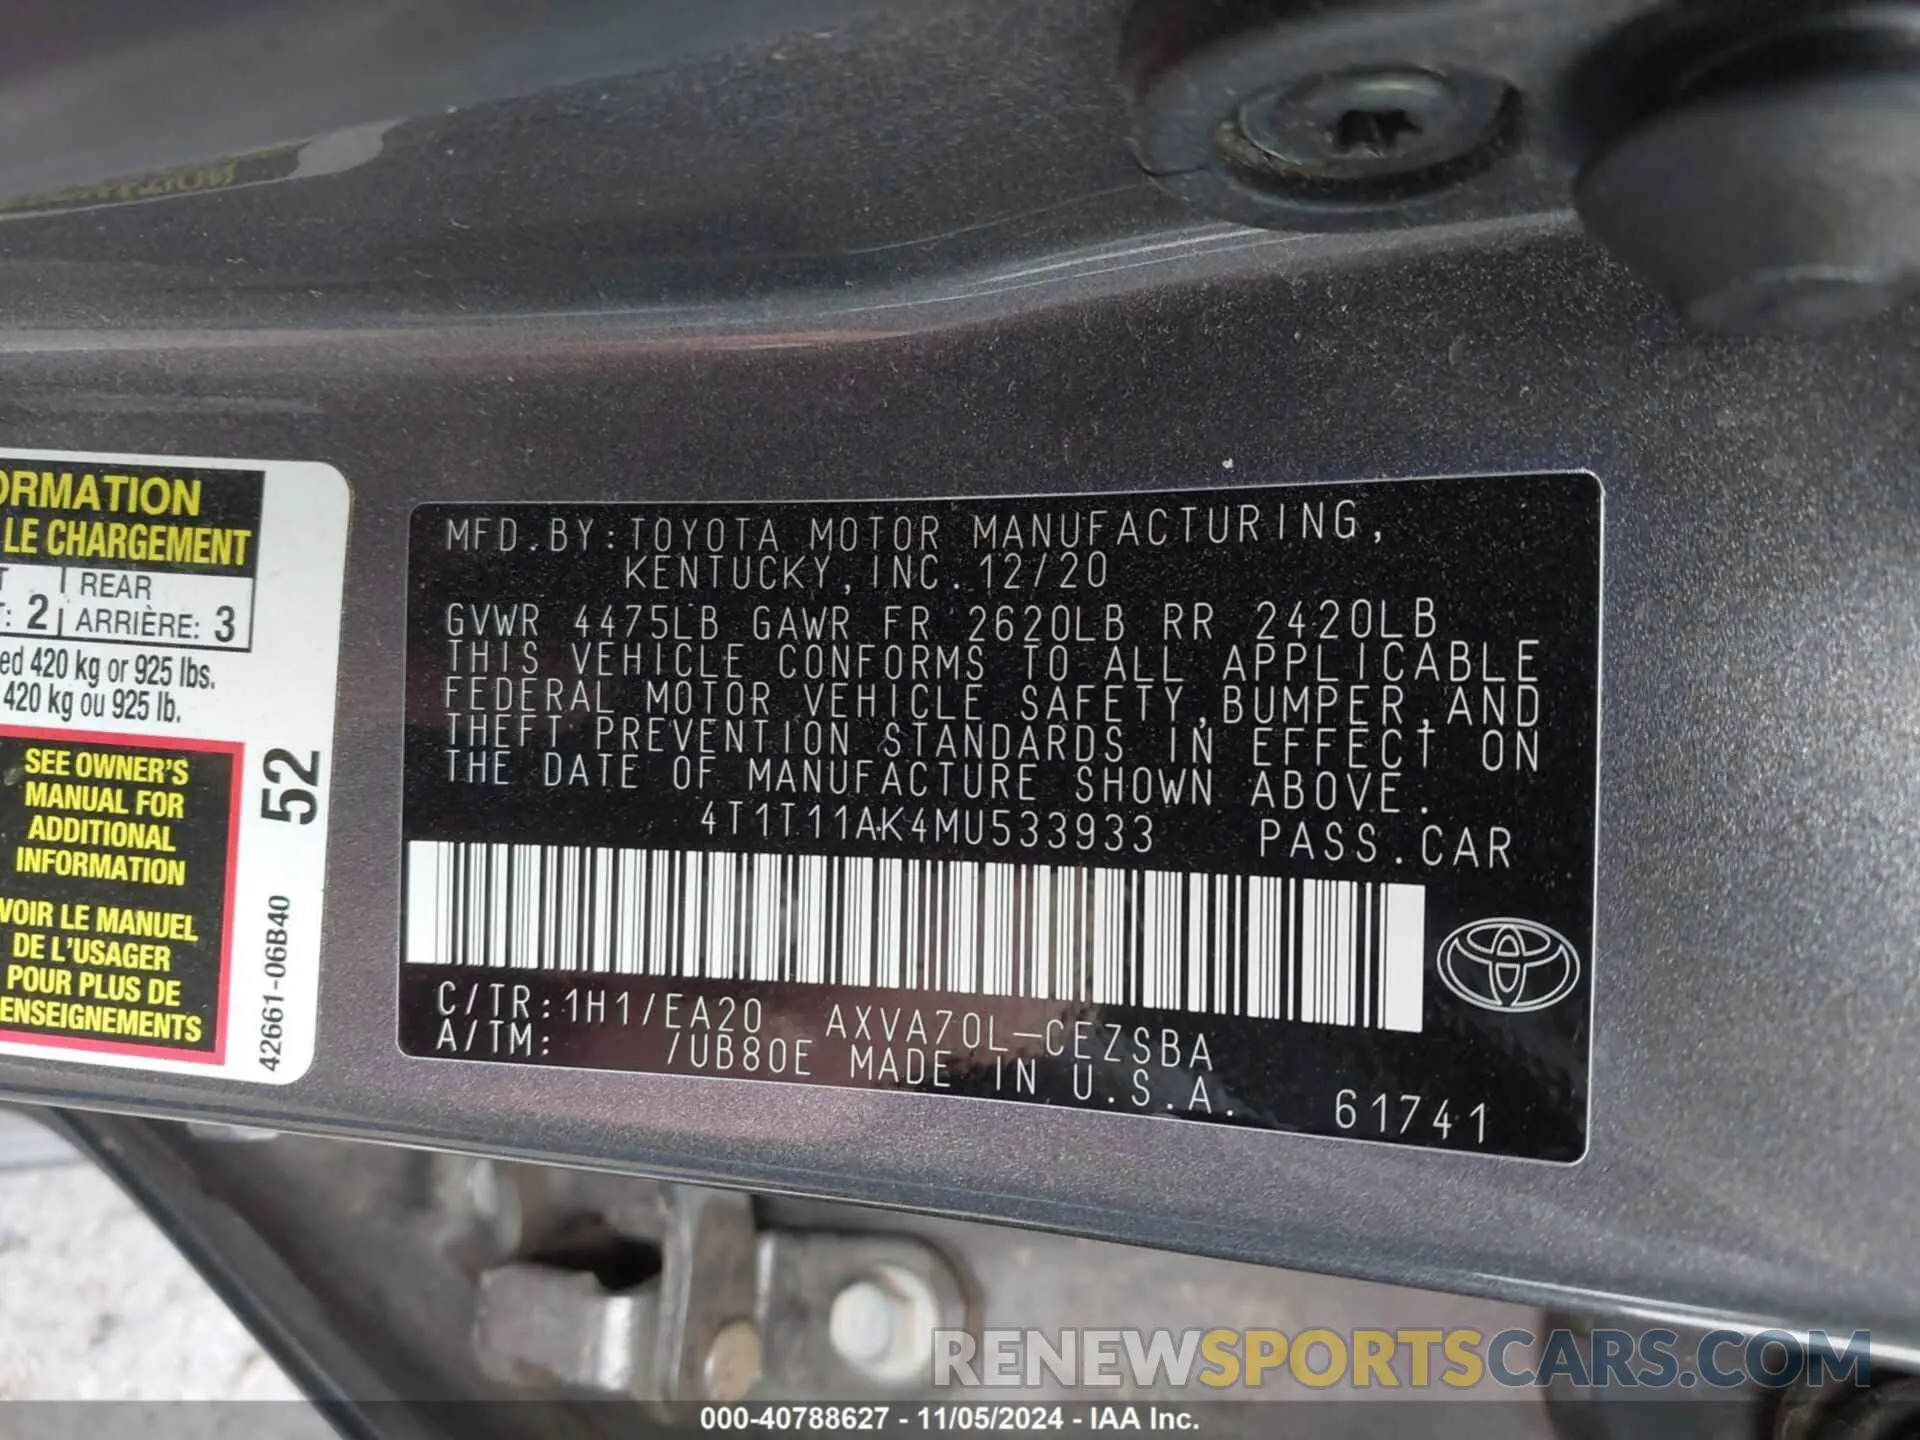 ORMATION
LE CHARGEMENT
: 2 REAR
ARRIÈRE: 3
ed 420 kg or 925 lbs.
420 kg ou 925 lb.
SEE OWNER'S
MANUAL FOR
ADDITIONAL
INFORMATION
VOIR LE MANUEL
DE L'USAGER
POUR PLUS DE
ENSEIGNEMENTS
52
42661-06B40
MFD.BY:TOYOTA MOTOR MANUFACTURING,
KENTUCKY,INC.12/20
GVWR 4475LB GAWR FR 2620LB RR 2420LB
THIS VEHICLE CONFORMS TO ALL APPLICABLE
FEDERAL MOTOR VEHICLE SAFETY,BUMPER,AND
THEFT PREVENTION STANDARDS IN EFFECT ON
THE DATE OF MANUFACTURE SHOWN ABOVE.
4T1T11AK4MU533933 PASS.CAR
C/TR:1H1/EA20 AXVA70L-CEZSBA
A/TM: /UB80E MADE IN U.S.A.
61741
RENEWSPORTSCARS.COM
000-40788627 - 11/05/2024 - IAA Inc.